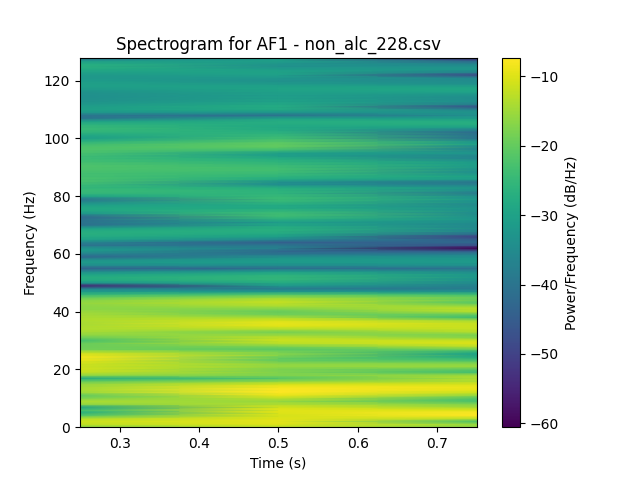 Spectrogram for AF1 - non_alc_228.csv
120
100
80
60
40
20
0
Frequency (Hz)
0.3 0.4 0.5 0.6 0.7
Time (s)
−10
−20
−30
−40
−50
−60
Power/Frequency (dB/Hz)